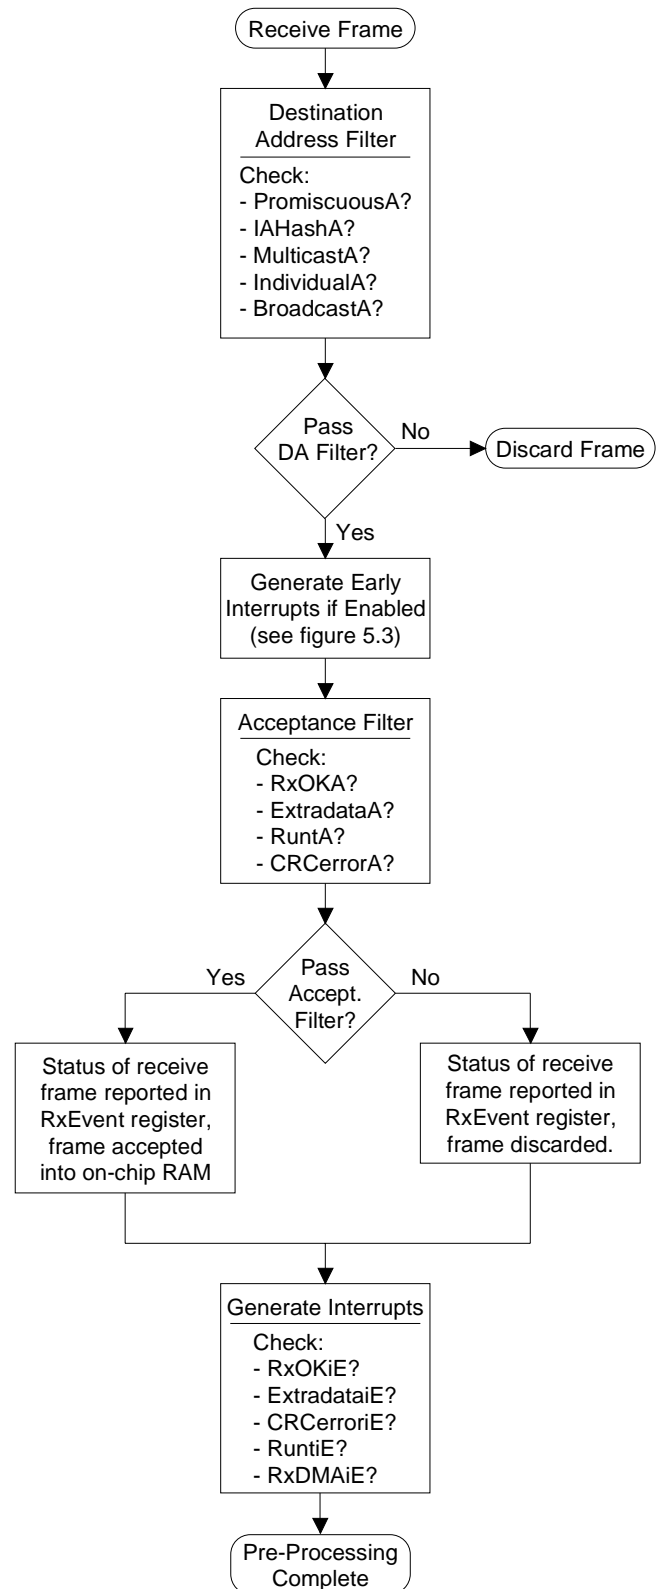 Receive Frame
Destination
Address Filter
Check:
- PromiscuousA?
- IAHashA?
- MulticastA?
- IndividualA?
- BroadcastA?
Pass
DA Filter?
No
Discard Frame
Yes
Generate Early
Interrupts if Enabled
(see figure 5.3)
Acceptance Filter
Check:
- RxOKA?
- ExtradataA?
- RuntA?
- CRCerrorA?
Yes
Pass
Accept.
Filter?
No
Status of receive
frame reported in
RxEvent register,
frame accepted
into on-chip RAM
Status of receive
frame reported in
RxEvent register,
frame discarded.
Generate Interrupts
Check:
- RxOKiE?
- ExtradataiE?
- CRCerroriE?
- RuntiE?
- RxDMAiE?
Pre-Processing
Complete